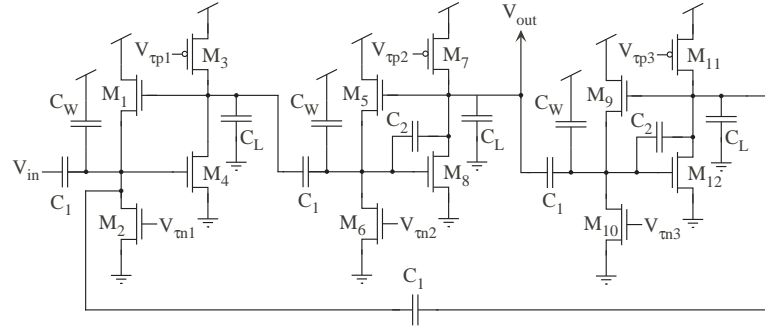 V_out
V_τp1 M_3 V_τp2 M_7 V_τp3 M_11
C_W M_1 C_W M_5 C_W M_9
C_L C_2 C_L C_2 C_L
V_in M_4 M_8 M_12
C_1 C_1 C_1
M_2 V_τn1 M_6 V_τn2 M_10 V_τn3
C_1